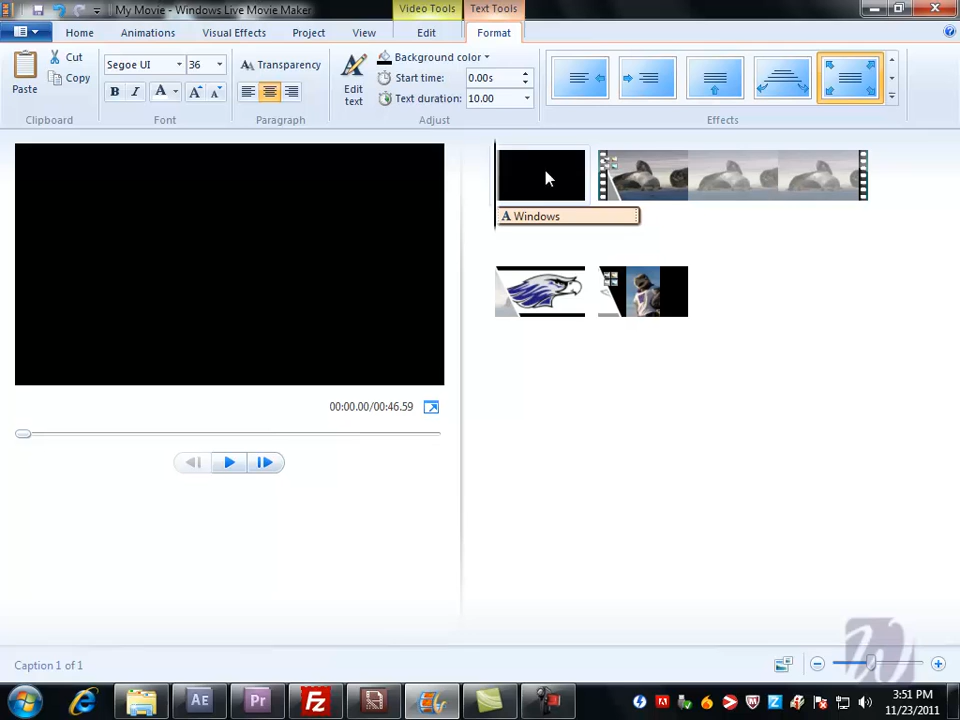 My Movie - Windows Live Movie Maker
Video Tools
Text Tools
Home
Animations
Visual Effects
Project
View
Edit
Format
Paste
Cut
Copy
Clipboard
Segoe UI
36
B
I
A
A
A
Font
Transparency
Paragraph
Edit
text
Background color
Start time:
0.00s
Text duration:
10.00
Adjust
Effects
A Windows
00:00.00/00:46.59
Caption 1 of 1
W
Ae
Pr
Fz
3:51 PM
11/23/2011